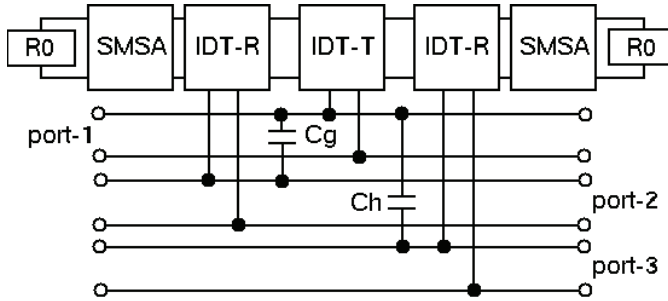 R0 SMSA IDT-R IDT-T IDT-R SMSA R0
port-1 Cg
Ch port-2
port-3